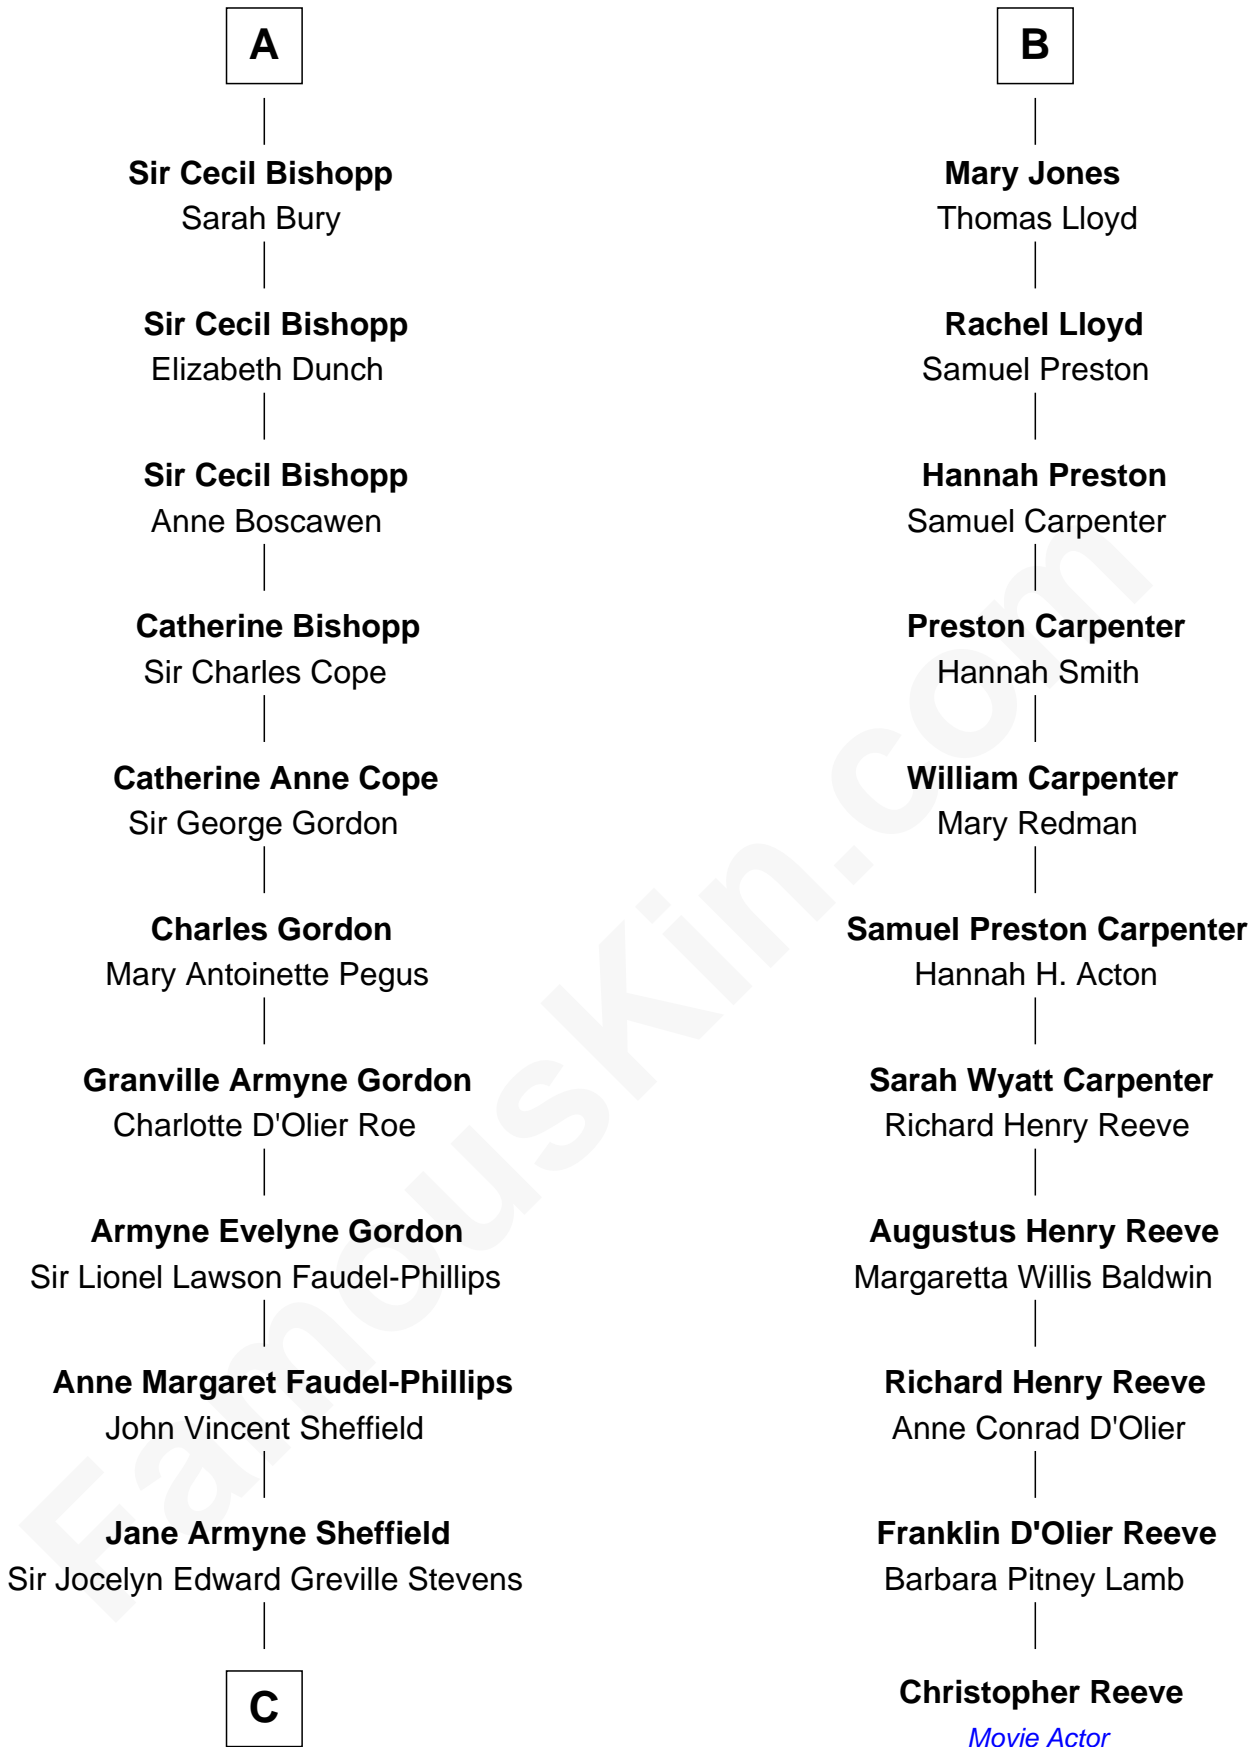 A
Sir Cecil Bishopp
Sarah Bury
Sir Cecil Bishopp
Elizabeth Dunch
Sir Cecil Bishopp
Anne Boscawen
Catherine Bishopp
Sir Charles Cope
Catherine Anne Cope
Sir George Gordon
Charles Gordon
Mary Antoinette Pegus
Granville Armyne Gordon
Charlotte D'Olier Roe
Armyne Evelyne Gordon
Sir Lionel Lawson Faudel-Phillips
Anne Margaret Faudel-Phillips
John Vincent Sheffield
Jane Armyne Sheffield
Sir Jocelyn Edward Greville Stevens
C
B
Mary Jones
Thomas Lloyd
Rachel Lloyd
Samuel Preston
Hannah Preston
Samuel Carpenter
Preston Carpenter
Hannah Smith
William Carpenter
Mary Redman
Samuel Preston Carpenter
Hannah H. Acton
Sarah Wyatt Carpenter
Richard Henry Reeve
Augustus Henry Reeve
Margaretta Willis Baldwin
Richard Henry Reeve
Anne Conrad D'Olier
Franklin D'Olier Reeve
Barbara Pitney Lamb
Christopher Reeve
Movie Actor
FamousKin.com